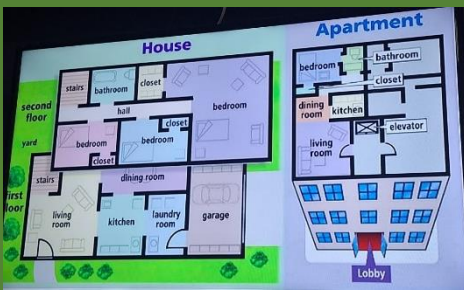 House
Apartment
stairs
bathroom
closet
second
floor
hall
bedroom
closet
bedroom
bedroom
closet
yard
stairs
dining room
first
floor
living
room
kitchen
laundry
room
garage
bedroom
bathroom
closet
dining
room
kitchen
elevator
living
room
Lobby